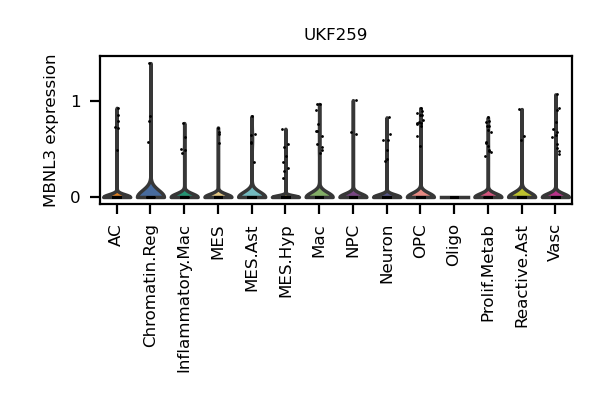 UKF259
MBNL3 expression
1
0
AC
Chromatin.Reg
Inflammatory.Mac
MES
MES.Ast
MES.Hyp
Mac
NPC
Neuron
OPC
Oligo
Prolif.Metab
Reactive.Ast
Vasc